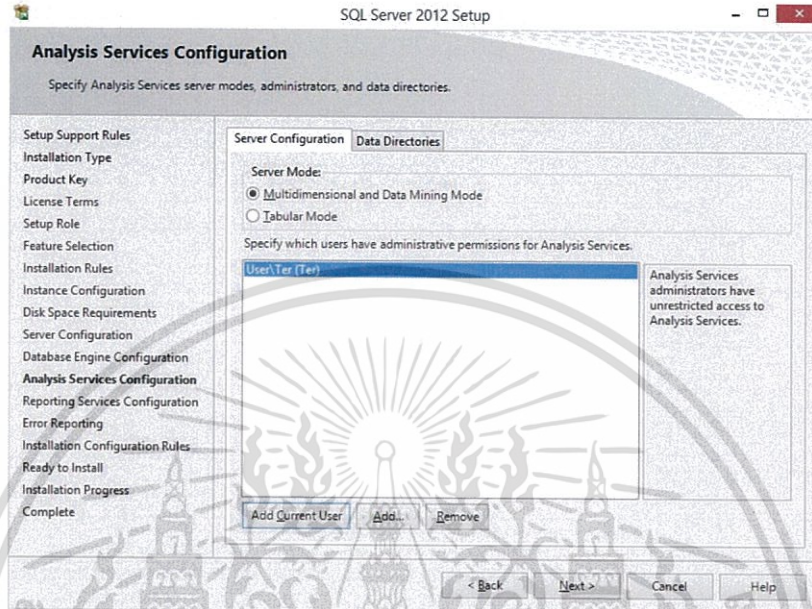 SQL Server 2012 Setup
Analysis Services Configuration
Specify Analysis Services server modes, administrators, and data directories.
Setup Support Rules
Installation Type
Product Key
License Terms
Setup Role
Feature Selection
Installation Rules
Instance Configuration
Disk Space Requirements
Server Configuration
Database Engine Configuration
Analysis Services Configuration
Reporting Services Configuration
Error Reporting
Installation Configuration Rules
Ready to Install
Installation Progress
Complete
Server Configuration
Data Directories
Server Mode:
Multidimensional and Data Mining Mode
Tabular Mode
Specify which users have administrative permissions for Analysis Services.
User\Ter (Ter)
Analysis Services
administrators have
unrestricted access to
Analysis Services.
Add Current User
Add...
Remove
< Back
Next >
Cancel
Help